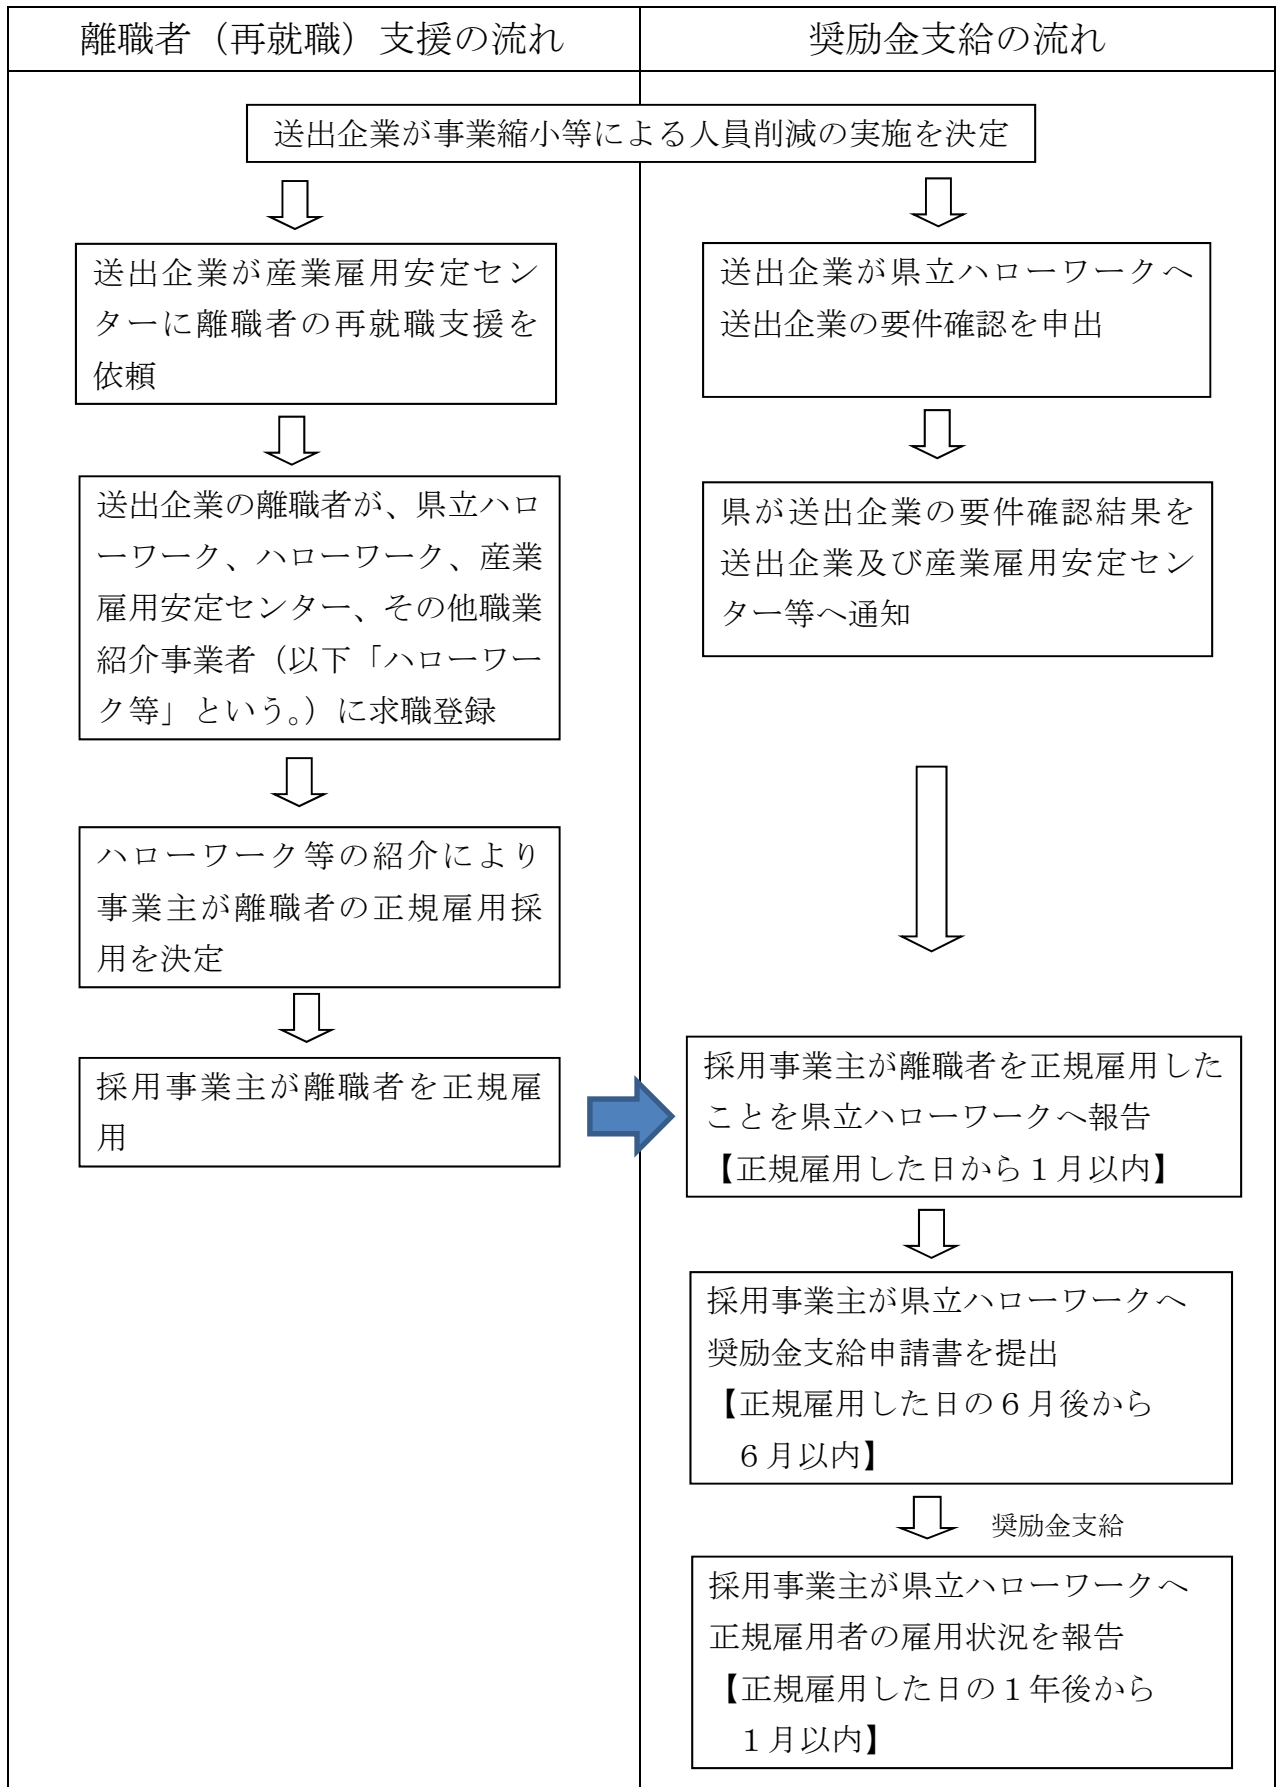 離職者（再就職）支援の流れ
奨励金支給の流れ
送出企業が事業縮小等による人員削減の実施を決定
送出企業が産業雇用安定セン
ターに離職者の再就職支援を
依頼
送出企業の離職者が、県立ハロ
ーワーク、ハローワーク、産業
雇用安定センター、その他職業
紹介事業者（以下「ハローワー
ク等」という。）に求職登録
ハローワーク等の紹介により
事業主が離職者の正規雇用採
用を決定
採用事業主が離職者を正規雇
用
送出企業が県立ハローワークへ
送出企業の要件確認を申出
県が送出企業の要件確認結果を
送出企業及び産業雇用安定セン
ター等へ通知
採用事業主が離職者を正規雇用した
ことを県立ハローワークへ報告
【正規雇用した日から１月以内】
採用事業主が県立ハローワークへ
奨励金支給申請書を提出
【正規雇用した日の６月後から
６月以内】
奨励金支給
採用事業主が県立ハローワークへ
正規雇用者の雇用状況を報告
【正規雇用した日の１年後から
１月以内】